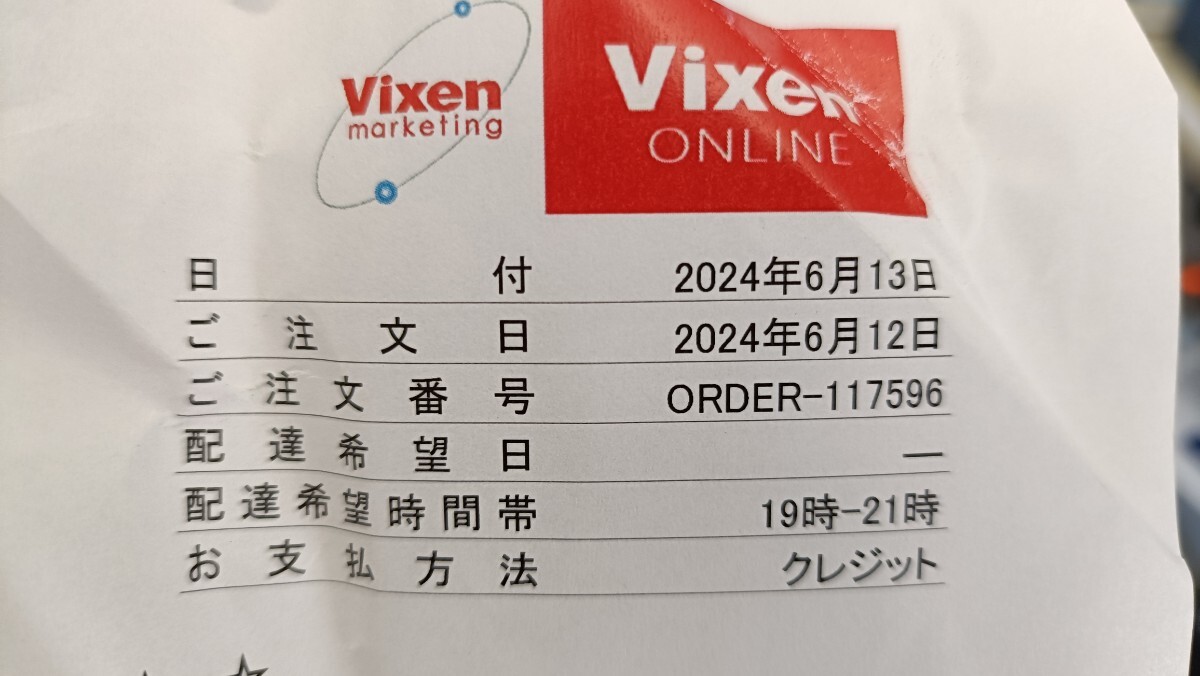 Vixen
marketing
Vixen
ONLINE
日付 2024年6月13日
ご注文日 2024年6月12日
ご注文番号 ORDER-117596
配達希望日 ―
配達希望時間帯 19時-21時
お支払方法 クレジット